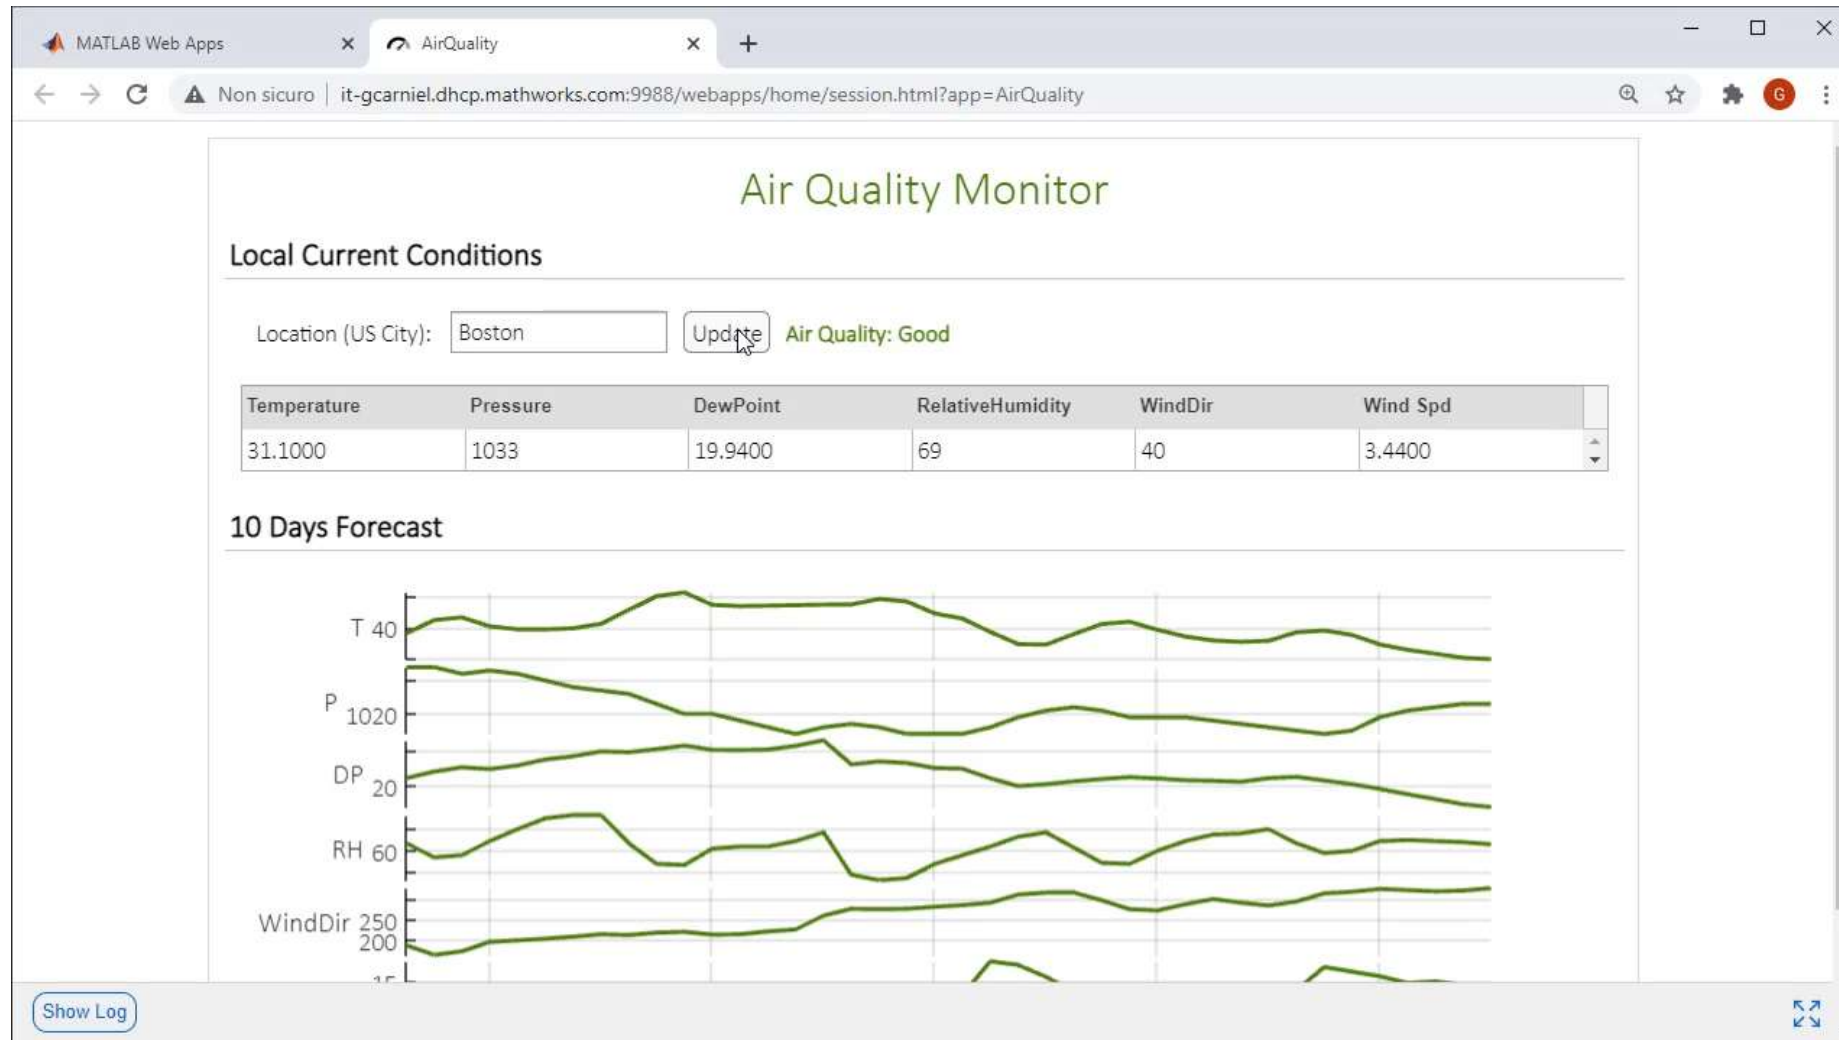 MATLAB Web Apps
AirQuality
Non sicuro it-gcarniel.dhcp.mathworks.com:9988/webapps/home/session.html?app=AirQuality
G
Air Quality Monitor
Local Current Conditions
Location (US City): Boston Update Air Quality: Good
Temperature Pressure DewPoint RelativeHumidity WindDir Wind Spd
31.1000 1033 19.9400 69 40 3.4400
10 Days Forecast
T 40
P 1020
DP 20
RH 60
WindDir 250
200
15
Show Log